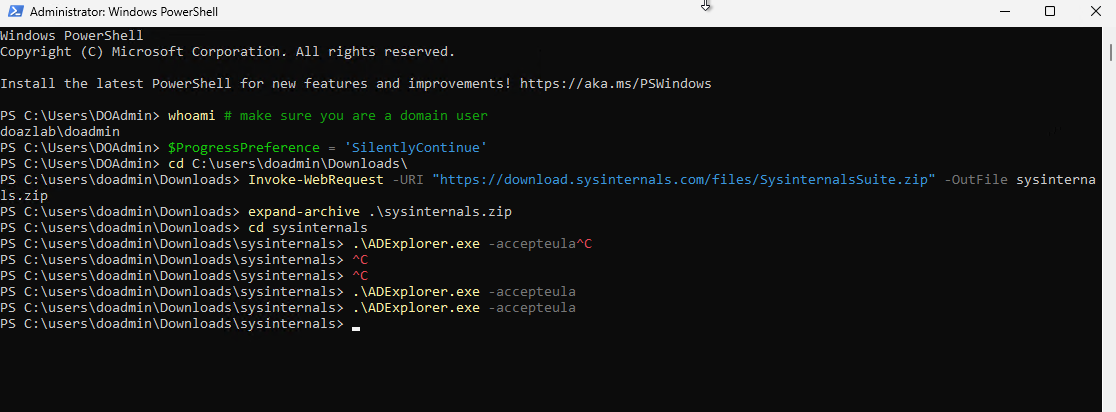 Administrator: Windows PowerShell
Windows PowerShell
Copyright (C) Microsoft Corporation. All rights reserved.
Install the latest PowerShell for new features and improvements! https://aka.ms/PSWindows
PS C:\Users\DOAdmin> whoami # make sure you are a domain user
doazlab\doadmin
PS C:\Users\DOAdmin> $ProgressPreference = 'SilentlyContinue'
PS C:\Users\DOAdmin> cd C:\users\doadmin\Downloads\
PS C:\users\doadmin\Downloads> Invoke-WebRequest -URI "https://download.sysinternals.com/files/SysinternalsSuite.zip" -OutFile sysinterna
ls.zip
PS C:\users\doadmin\Downloads> expand-archive .\sysinternals.zip
PS C:\users\doadmin\Downloads> cd sysinternals
PS C:\users\doadmin\Downloads\sysinternals> .\ADExplorer.exe -accepteula^C
PS C:\users\doadmin\Downloads\sysinternals> ^C
PS C:\users\doadmin\Downloads\sysinternals> ^C
PS C:\users\doadmin\Downloads\sysinternals> .\ADExplorer.exe -accepteula
PS C:\users\doadmin\Downloads\sysinternals> .\ADExplorer.exe -accepteula
PS C:\users\doadmin\Downloads\sysinternals>